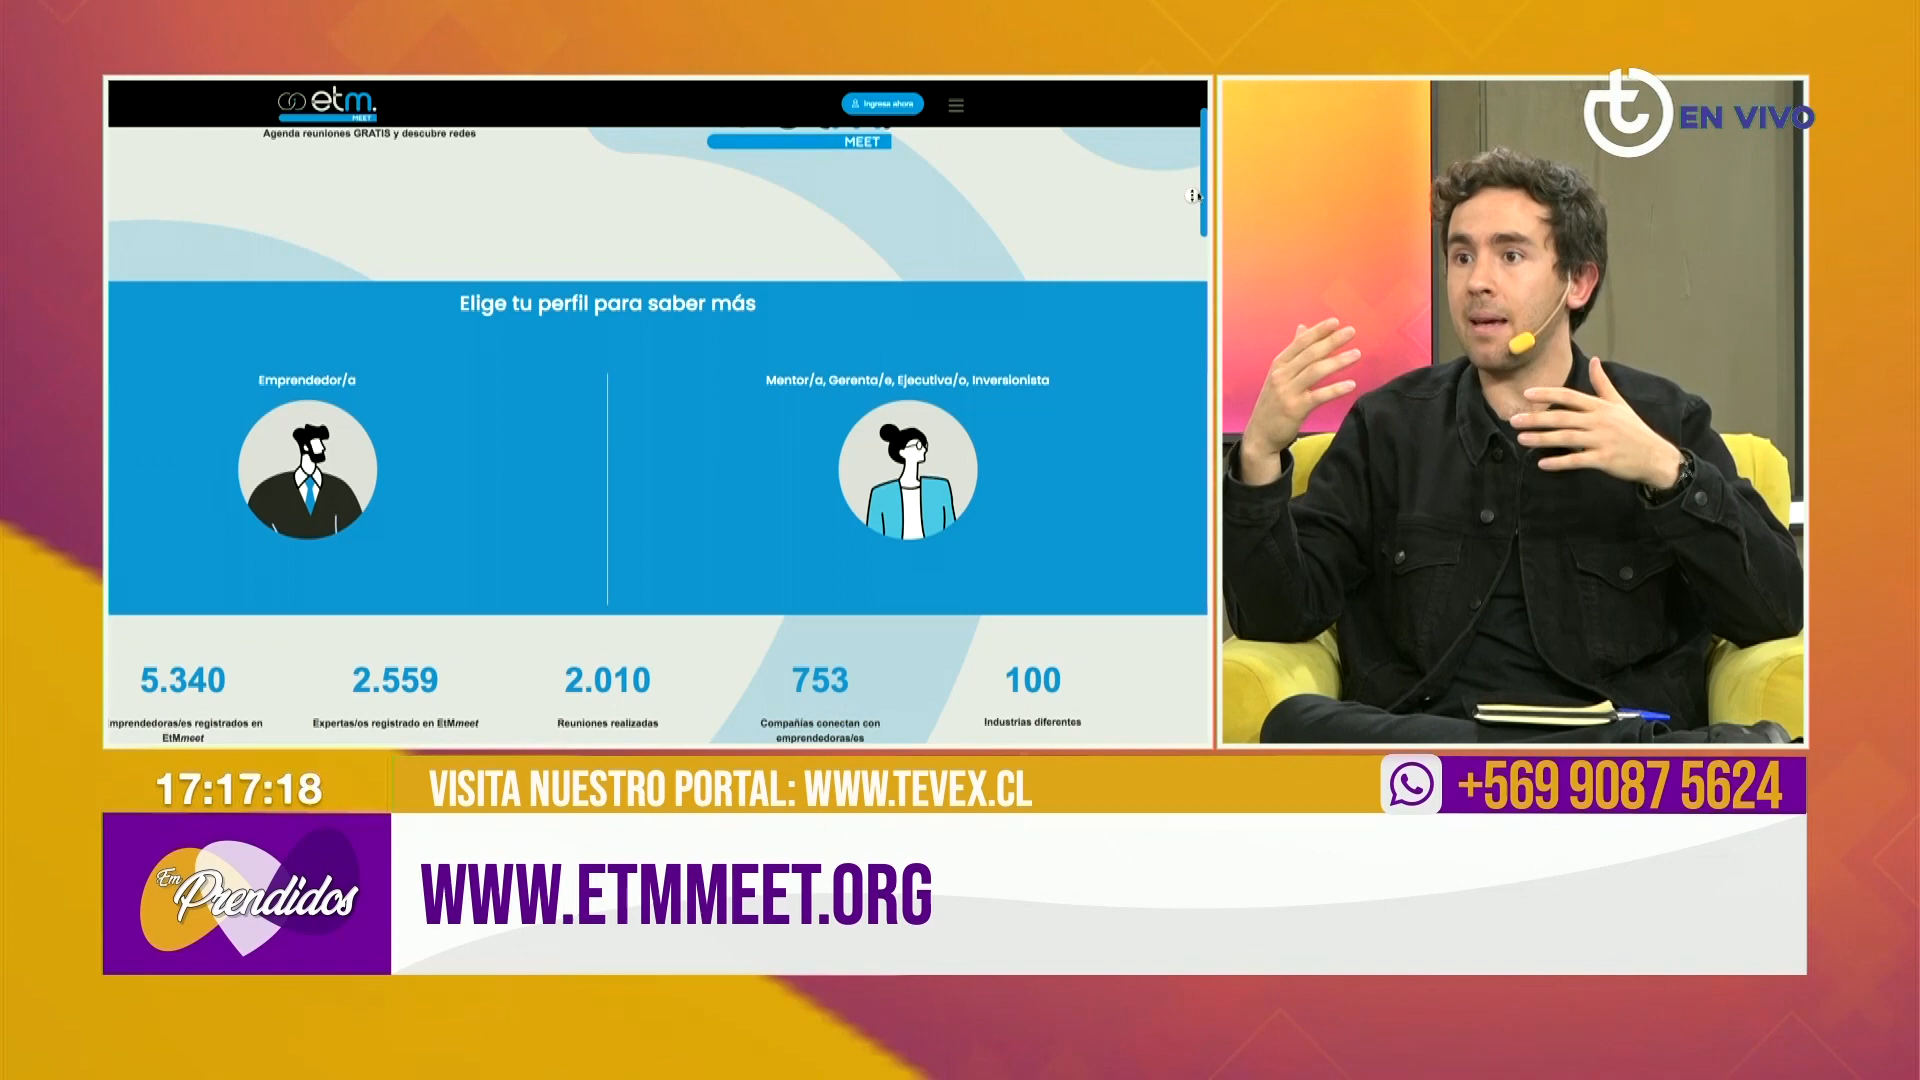 etm.
MEET
Ingresa ahora
Agenda reuniones GRATIS y descubre redes
MEET
EN VIVO
Elige tu perfil para saber más
Emprendedor/a
Mentor/a, Gerenta/e, Ejecutiva/o, Inversionista
5.340
2.559
2.010
753
100
mprendedoras/es registrados en
EtMmeet
Expertas/os registrado en EtMmeet
Reuniones realizadas
Compañías conectan con
emprendedoras/es
Industrias diferentes
17:17:18
VISITA NUESTRO PORTAL: WWW.TEVEX.CL
+569 9087 5624
Em
Prendidos
WWW.ETMMEET.ORG